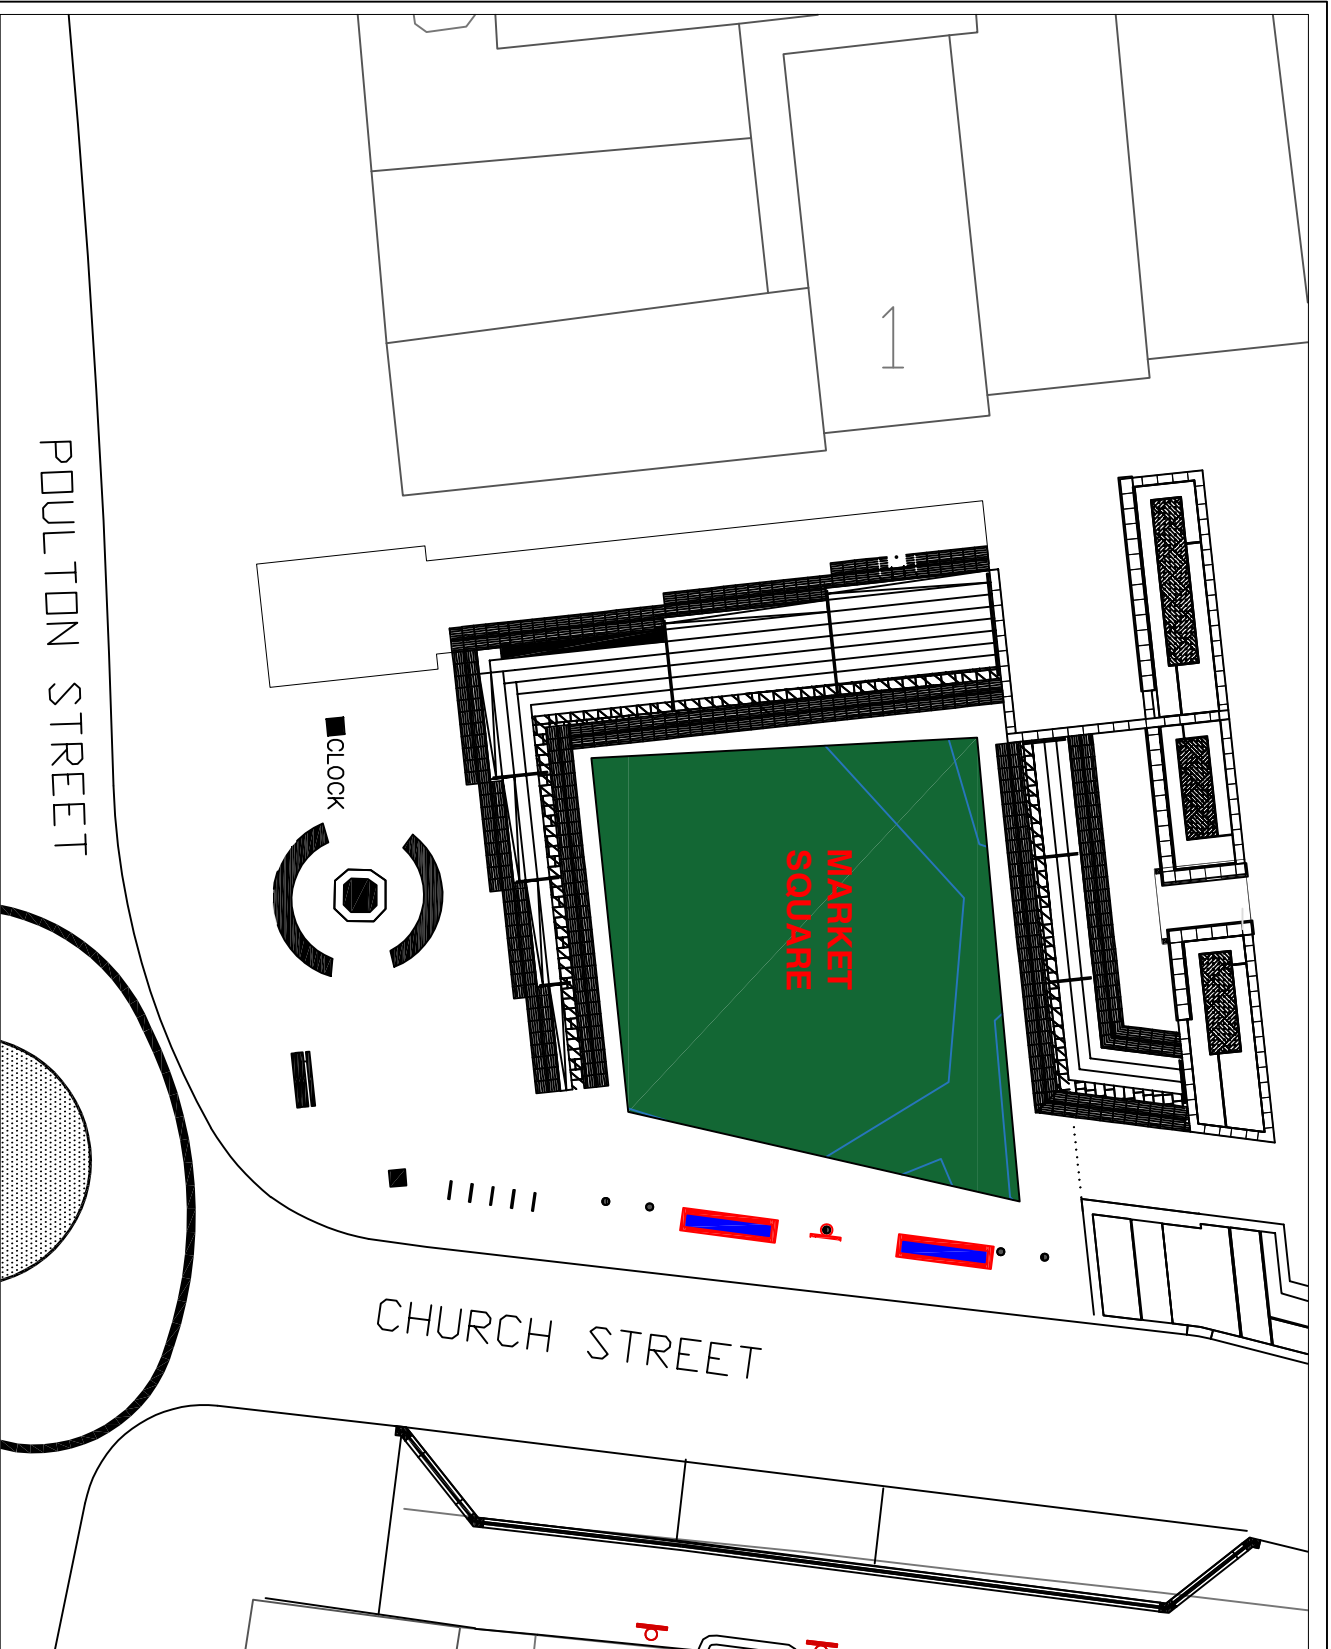 1
POULTON STREET
CLOCK
MARKET
SQUARE
CHURCH STREET